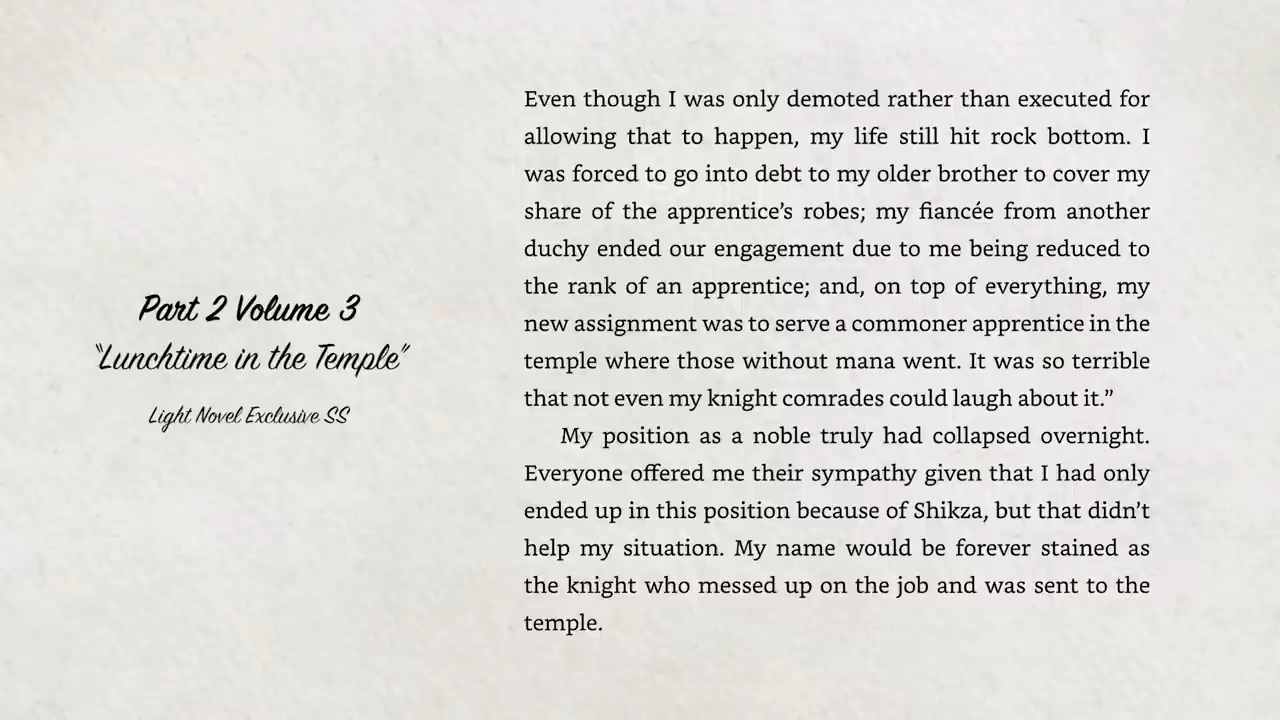 Part 2 Volume 3
“Lunchtime in the Temple”
Light Novel Exclusive SS
Even though I was only demoted rather than executed for
allowing that to happen, my life still hit rock bottom. I
was forced to go into debt to my older brother to cover my
share of the apprentice’s robes; my fiancée from another
duchy ended our engagement due to me being reduced to
the rank of an apprentice; and, on top of everything, my
new assignment was to serve a commoner apprentice in the
temple where those without mana went. It was so terrible
that not even my knight comrades could laugh about it.”
My position as a noble truly had collapsed overnight.
Everyone offered me their sympathy given that I had only
ended up in this position because of Shikza, but that didn’t
help my situation. My name would be forever stained as
the knight who messed up on the job and was sent to the
temple.